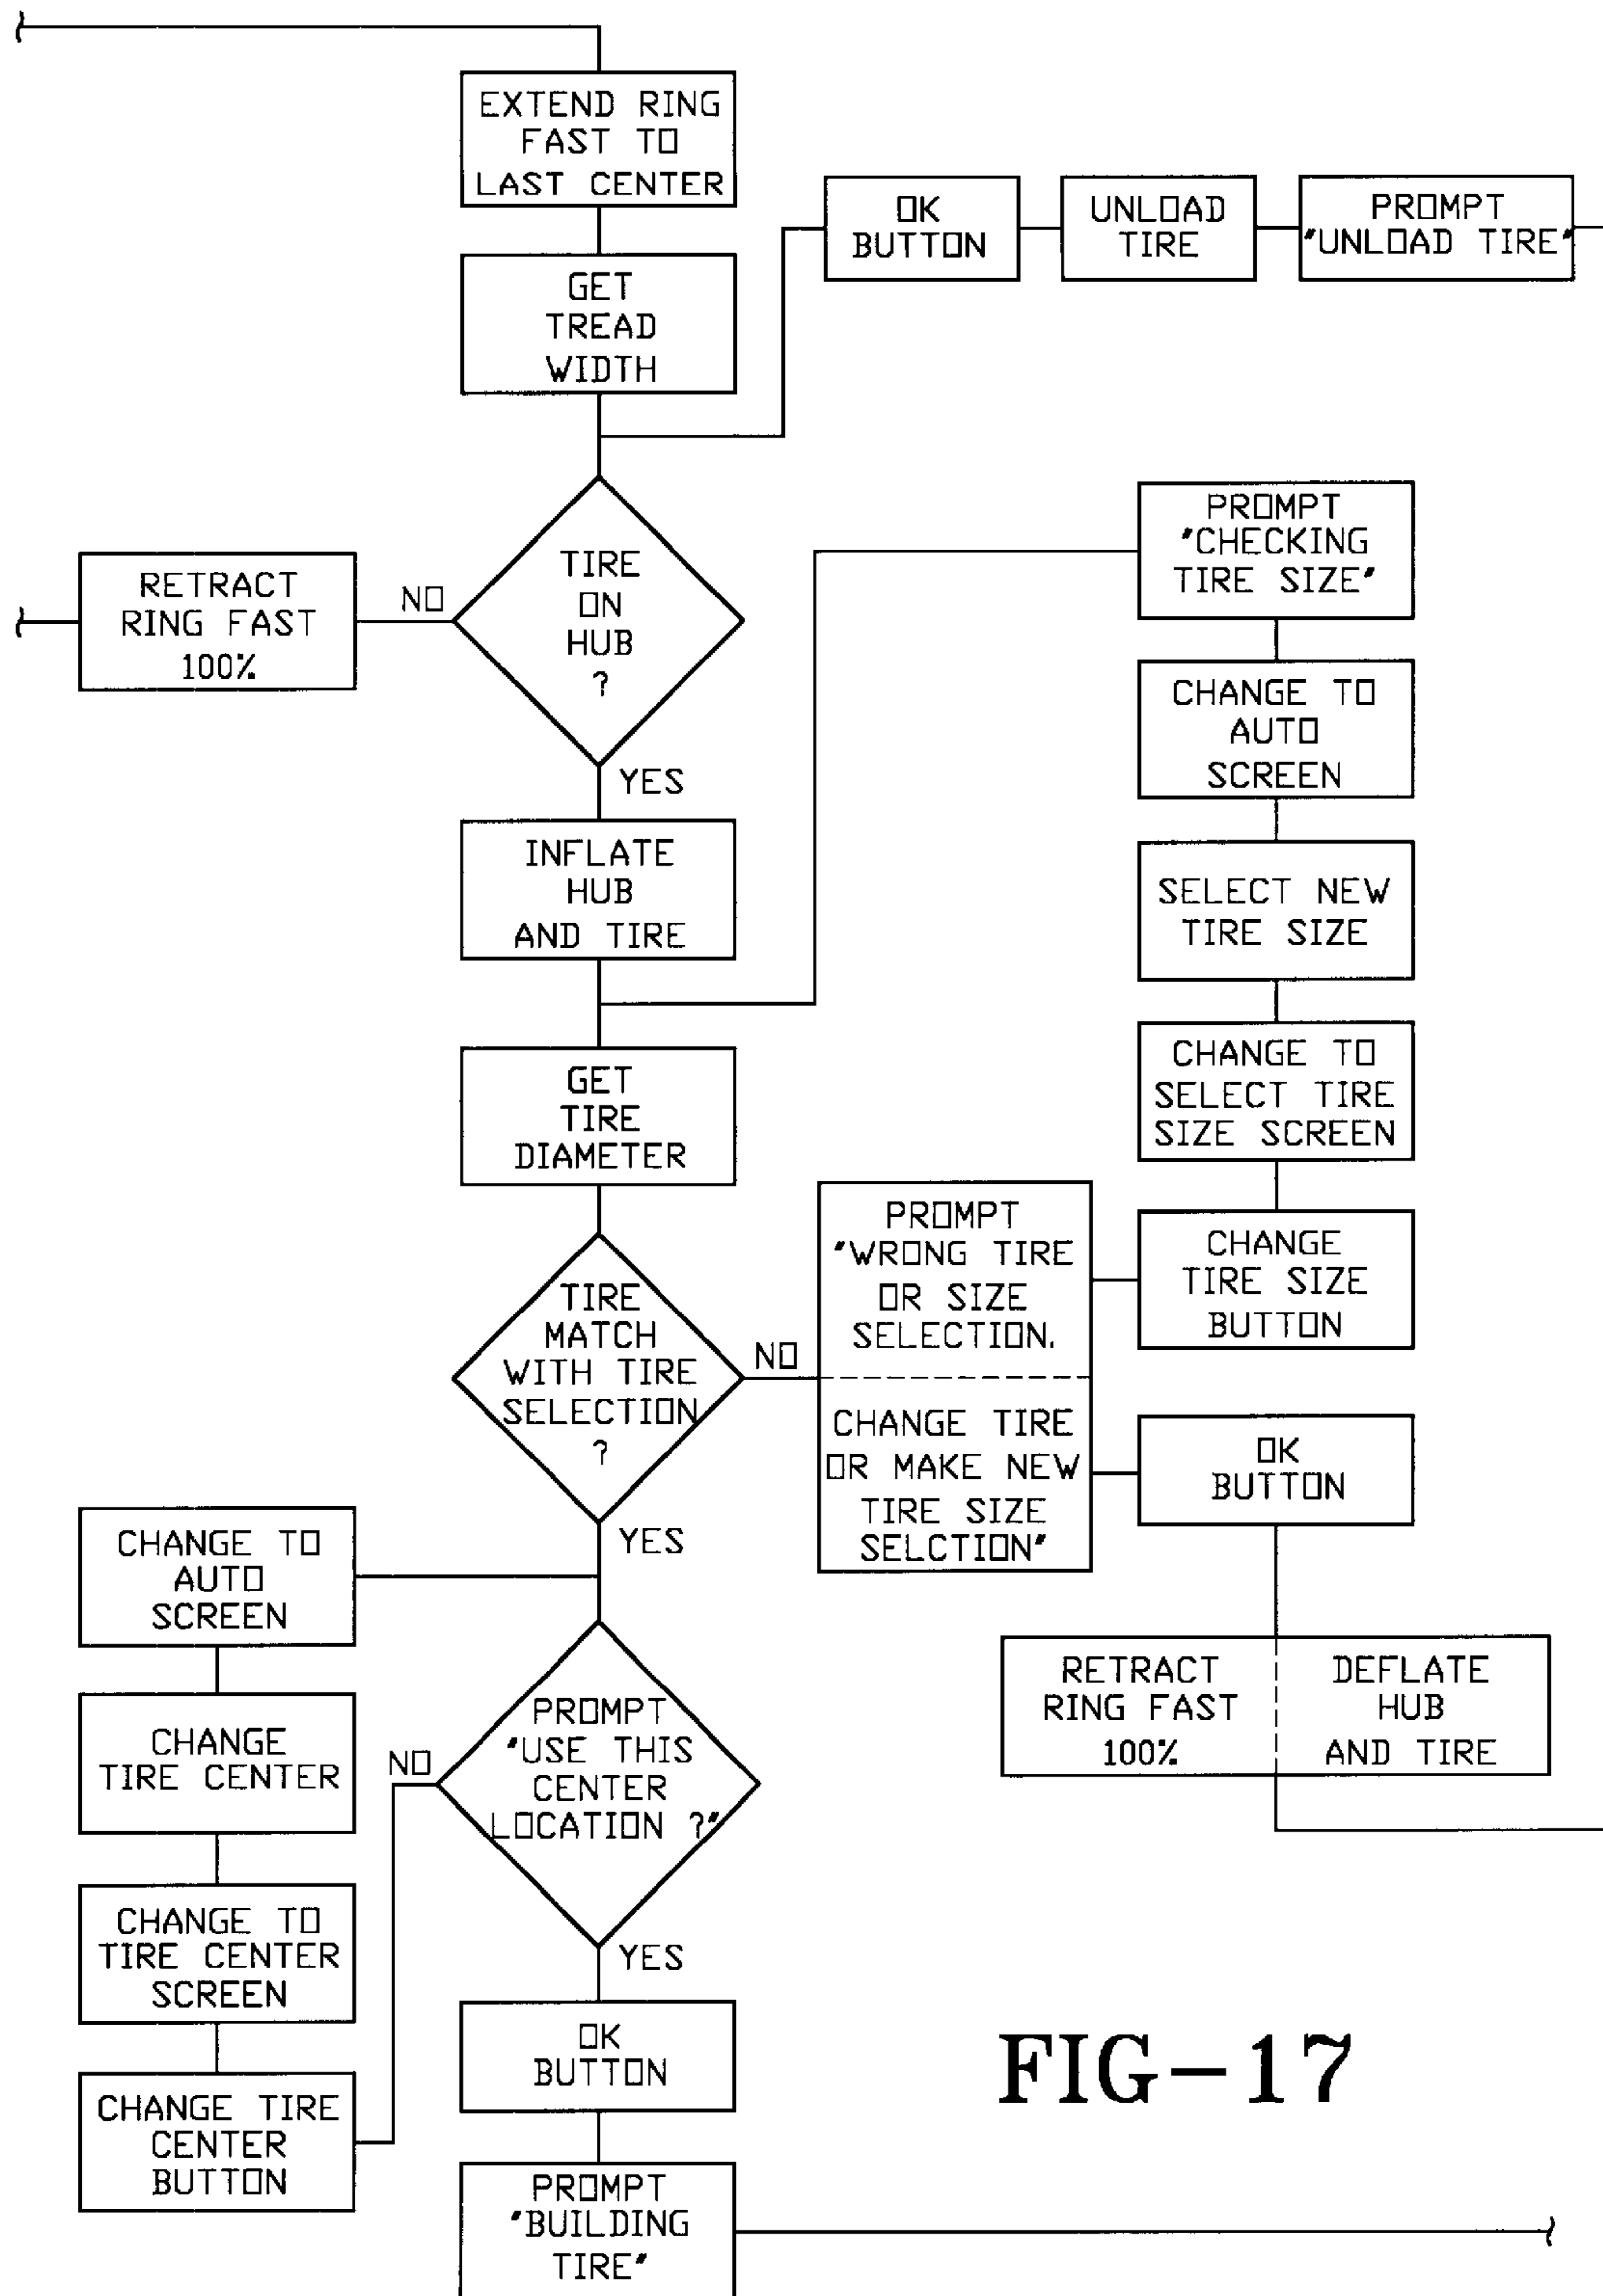 EXTEND RING
FAST TO
LAST CENTER
OK
BUTTON
UNLOAD
TIRE
PROMPT
"UNLOAD TIRE"
GET
TREAD
WIDTH
TIRE
ON
HUB
?
NO
RETRACT
RING FAST
100%
YES
INFLATE
HUB
AND TIRE
PROMPT
"CHECKING
TIRE SIZE"
CHANGE TO
AUTO
SCREEN
SELECT NEW
TIRE SIZE
CHANGE TO
SELECT TIRE
SIZE SCREEN
CHANGE
TIRE SIZE
BUTTON
GET
TIRE
DIAMETER
TIRE
MATCH
WITH TIRE
SELECTION
?
NO
PROMPT
"WRONG TIRE
OR SIZE
SELECTION.
CHANGE TIRE
OR MAKE NEW
TIRE SIZE
SELCTION"
OK
BUTTON
RETRACT
RING FAST
100%
DEFLATE
HUB
AND TIRE
YES
CHANGE TO
AUTO
SCREEN
CHANGE
TIRE CENTER
CHANGE TO
TIRE CENTER
SCREEN
CHANGE TIRE
CENTER
BUTTON
NO
PROMPT
"USE THIS
CENTER
LOCATION ?"
YES
OK
BUTTON
PROMPT
"BUILDING
TIRE"
FIG-17